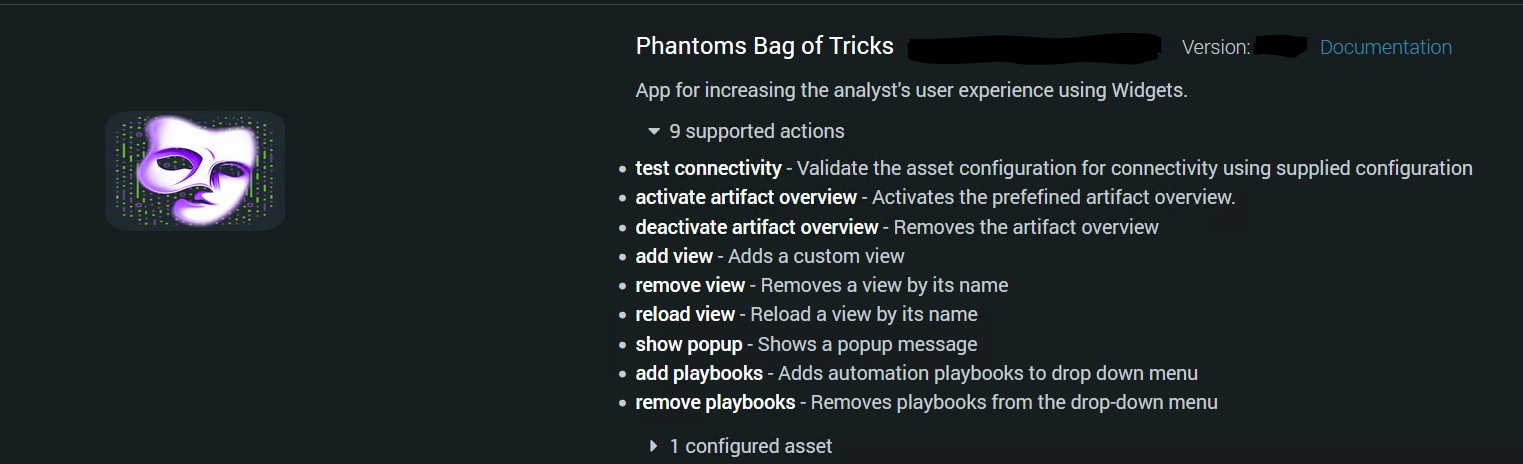 Phantoms Bag of Tricks Version: Documentation
App for increasing the analyst's user experience using Widgets.
9 supported actions
test connectivity - Validate the asset configuration for connectivity using supplied configuration
activate artifact overview - Activates the prefefined artifact overview.
deactivate artifact overview - Removes the artifact overview
add view - Adds a custom view
remove view - Removes a view by its name
reload view - Reload a view by its name
show popup - Shows a popup message
add playbooks - Adds automation playbooks to drop down menu
remove playbooks - Removes playbooks from the drop-down menu
1 configured asset